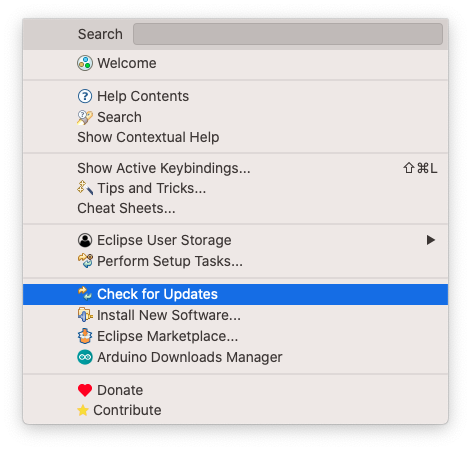 Search
Welcome
Help Contents
Search
Show Contextual Help
Show Active Keybindings... ⇧⌘L
Tips and Tricks...
Cheat Sheets...
Eclipse User Storage
Perform Setup Tasks...
Check for Updates
Install New Software...
Eclipse Marketplace...
Arduino Downloads Manager
Donate
Contribute